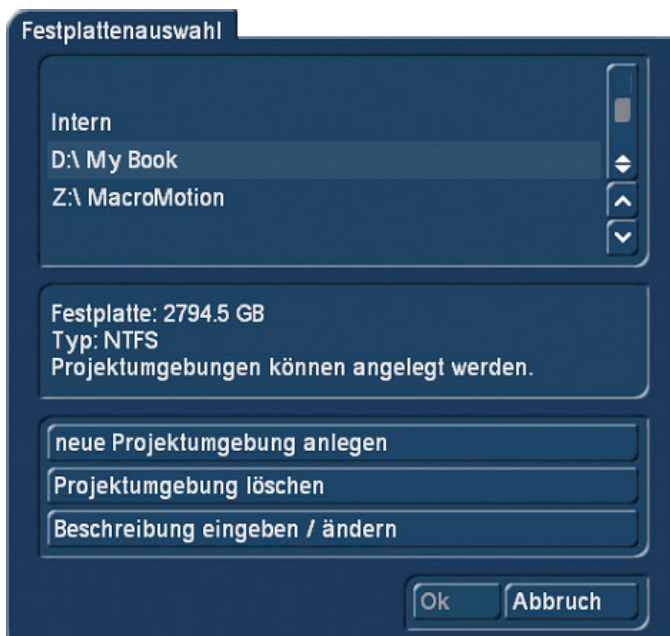 Festplattenauswahl
Intern
D:\ My Book
Z:\ MacroMotion
Festplatte: 2794.5 GB
Typ: NTFS
Projektumgebungen können angelegt werden.
neue Projektumgebung anlegen
Projektumgebung löschen
Beschreibung eingeben / ändern
Ok
Abbruch